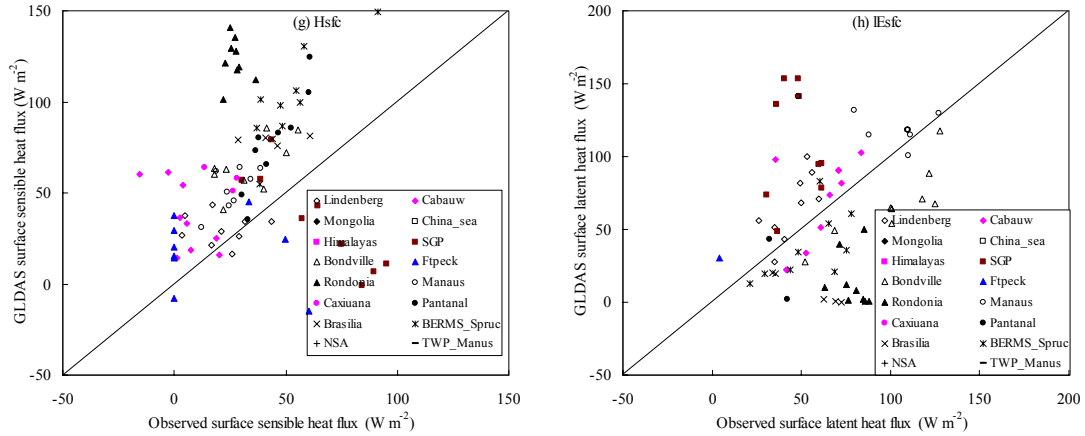 (g) Hsfc
GLDAS surface sensible heat flux (W m-2)
150
100
50
0
-50
-50 0 50 100 150
Observed surface sensible heat flux (W m-2)
Lindenberg Cabauw
Mongolia China_sea
Himalayas SGP
Bondville Ftpeck
Rondonia Manaus
Caxiuana Pantanal
Brasilia BERMS_Spruc
NSA TWP_Manus
(h) lEsfc
GLDAS surface latent heat flux (W m-2)
200
150
100
50
0
-50
-50 0 50 100 150 200
Observed surface latent heat flux (W m-2)
Lindenberg Cabauw
Mongolia China_sea
Himalayas SGP
Bondville Ftpeck
Rondonia Manaus
Caxiuana Pantanal
Brasilia BERMS_Spruc
NSA TWP_Manus